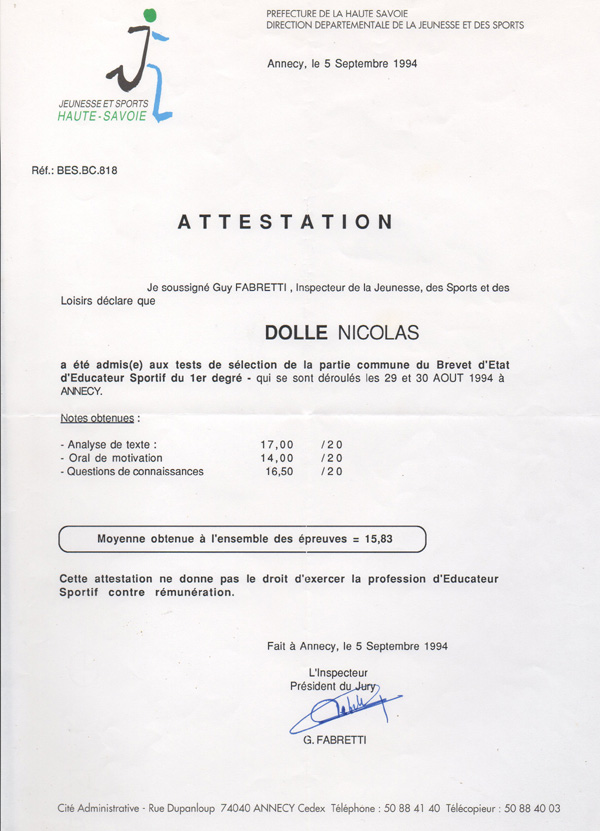 PREFECTURE DE LA HAUTE SAVOIE
DIRECTION DEPARTEMENTALE DE LA JEUNESSE ET DES SPORTS
Annecy, le 5 Septembre 1994
JEUNESSE ET SPORTS
HAUTE-SAVOIE
Réf.: BES.BC.818
ATTESTATION
Je soussigné Guy FABRETTI , Inspecteur de la Jeunesse, des Sports et des
Loisirs déclare que
DOLLE NICOLAS
a été admis(e) aux tests de sélection de la partie commune du Brevet d'Etat
d'Educateur Sportif du 1er degré - qui se sont déroulés les 29 et 30 AOUT 1994 à
ANNECY.
Notes obtenues :
- Analyse de texte : 17,00 /20
- Oral de motivation 14,00 /20
- Questions de connaissances 16,50 /20
Moyenne obtenue à l'ensemble des épreuves = 15,83
Cette attestation ne donne pas le droit d'exercer la profession d'Educateur
Sportif contre rémunération.
Fait à Annecy, le 5 Septembre 1994
L'Inspecteur
Président du Jury
G. FABRETTI
Cité Administrative - Rue Dupanloup 74040 ANNECY Cedex Téléphone : 50 88 41 40 Télécopieur : 50 88 40 03